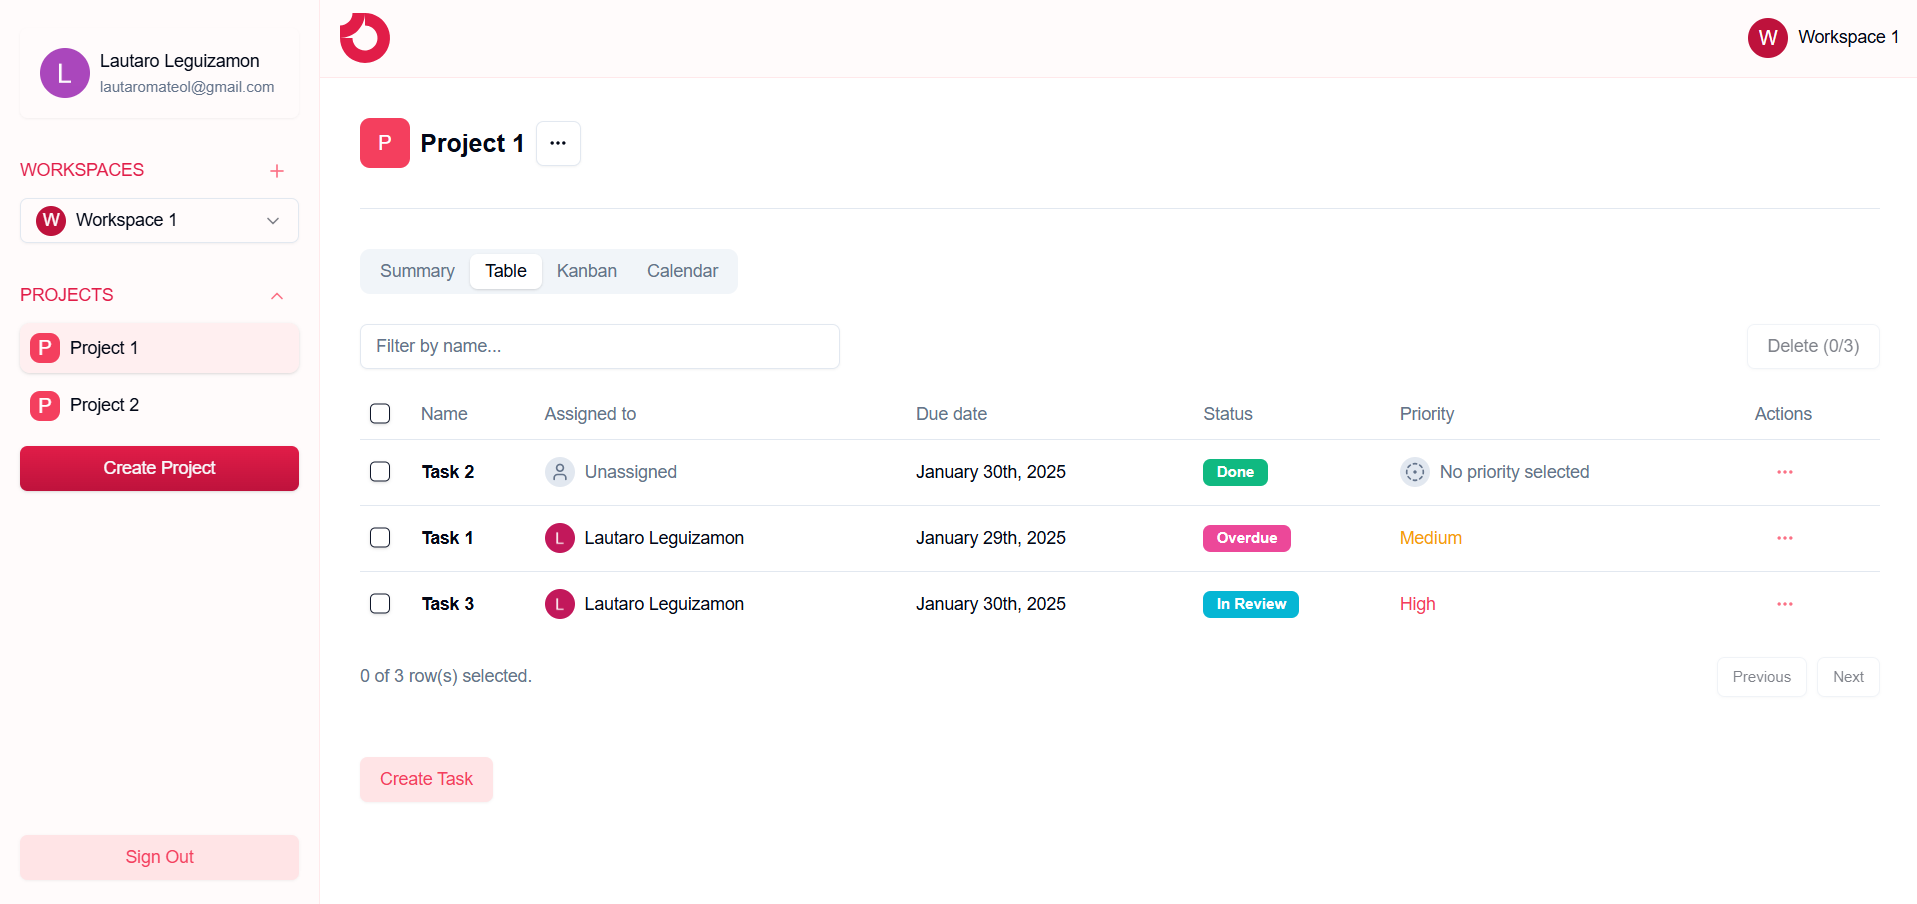 L
Lautaro Leguizamon
lautaromateol@gmail.com
WORKSPACES
W Workspace 1
PROJECTS
P Project 1
P Project 2
Create Project
Sign Out
W Workspace 1
P Project 1
Summary Table Kanban Calendar
Filter by name...
Delete (0/3)
Name Assigned to Due date Status Priority Actions
Task 2 Unassigned January 30th, 2025 Done No priority selected
Task 1 L Lautaro Leguizamon January 29th, 2025 Overdue Medium
Task 3 L Lautaro Leguizamon January 30th, 2025 In Review High
0 of 3 row(s) selected.
Previous Next
Create Task